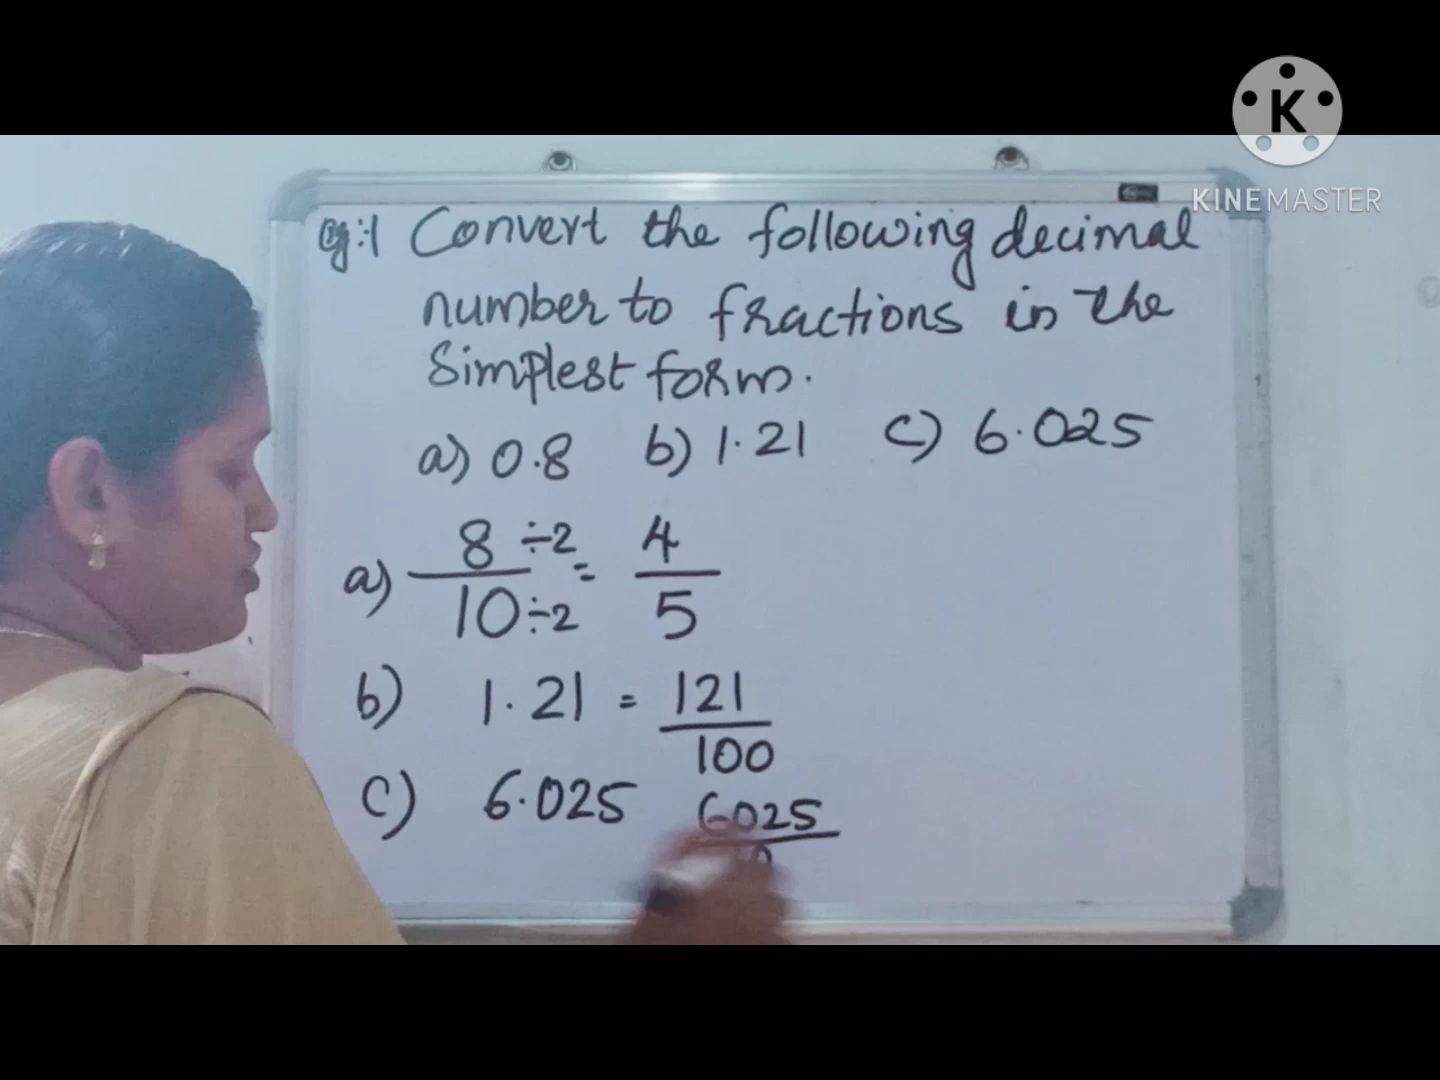 KINEMASTER
eg:1 Convert the following decimal
number to fractions in the
simplest form.
a) 0.8 b) 1.21 c) 6.025
a) 8 ÷2 = 4
10 ÷2 5
b) 1.21 = 121
100
c) 6.025 6025